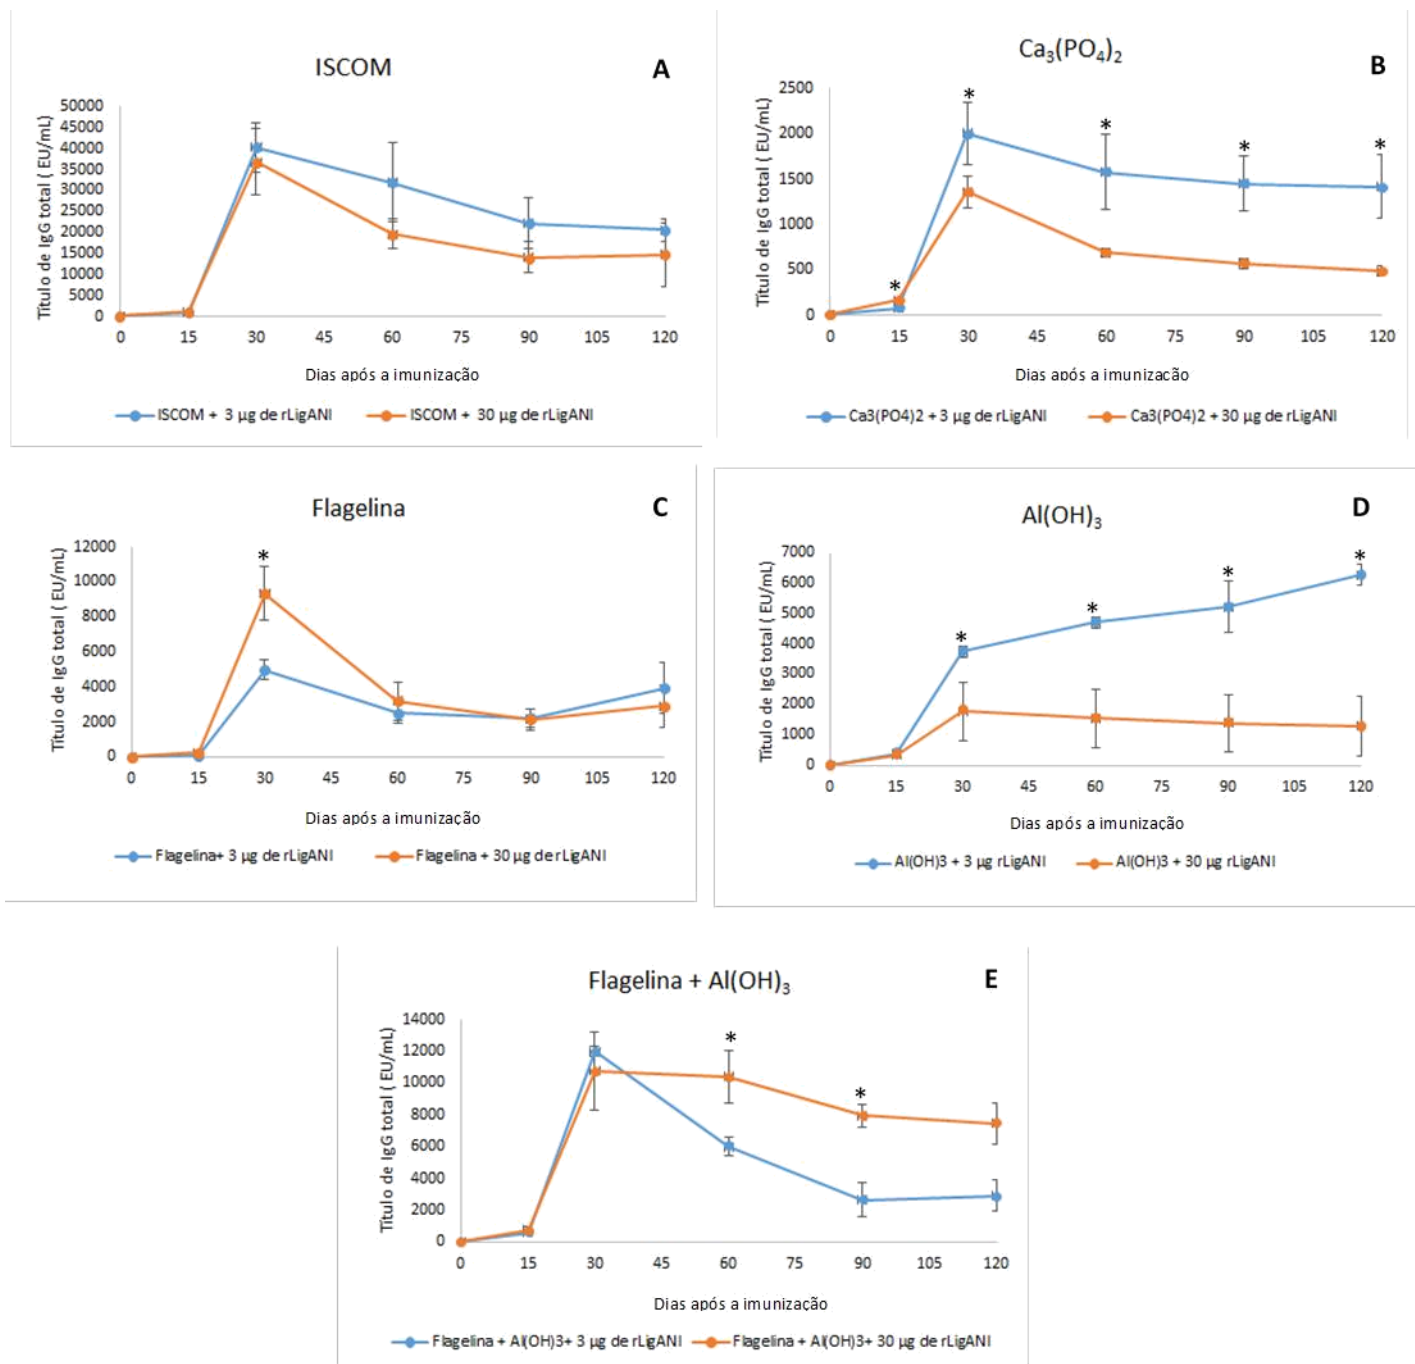 ISCOM
A
Título de IgG total ( EU/mL)
50000
45000
40000
35000
30000
25000
20000
15000
10000
5000
0
0 15 30 45 60 75 90 105 120
Dias após a imunização
ISCOM + 3 µg de rLigANI ISCOM + 30 µg de rLigANI
Ca₃(PO₄)₂
B
Título de IgG total ( EU/mL)
2500
2000
1500
1000
500
0
* * * * *
0 15 30 45 60 75 90 105 120
Dias após a imunização
Ca3(PO4)2 + 3 µg de rLigANI Ca3(PO4)2 + 30 µg de rLigANI
Flagelina
C
Título de IgG total ( EU/mL)
12000
10000
8000
6000
4000
2000
0
*
0 15 30 45 60 75 90 105 120
Dias após a imunização
Flagelina+ 3 µg de rLigANI Flagelina + 30 µg de rLigANI
Al(OH)₃
D
Título de IgG total ( EU/mL)
7000
6000
5000
4000
3000
2000
1000
0
* * * *
0 15 30 45 60 75 90 105 120
Dias após a imunização
Al(OH)3 + 3 µg rLigANI Al(OH)3 + 30 µg rLigANI
Flagelina + Al(OH)₃
E
Título de IgG total ( EU/mL)
14000
12000
10000
8000
6000
4000
2000
0
* *
0 15 30 45 60 75 90 105 120
Dias após a imunização
Flagelina + Al(OH)3+ 3 µg de rLigANI Flagelina + Al(OH)3+ 30 µg de rLigANI